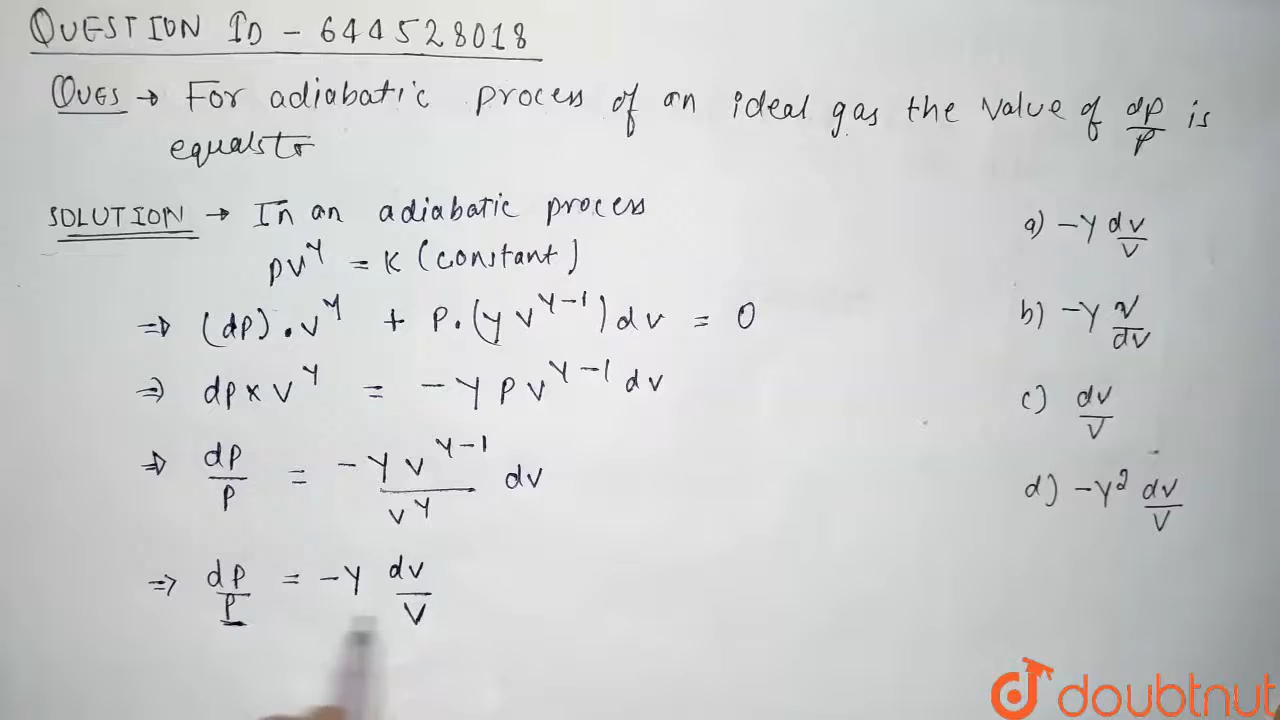 QUESTION ID - 644528018
QUES → For adiabatic process of an ideal gas the value of dp/p is
equals to
SOLUTION → In an adiabatic process
PV^γ = K (constant)
⇒ (dp).V^γ + P.(γ V^γ-1) dv = 0
⇒ dp x V^γ = -γ P V^γ-1 dv
⇒ dp/P = -γ V^γ-1/V^γ dv
⇒ dp/P = -γ dv/V
a) -γ dv/V
b) -γ V/dv
c) dv/V
d) -γ² dv/V
doubtnut